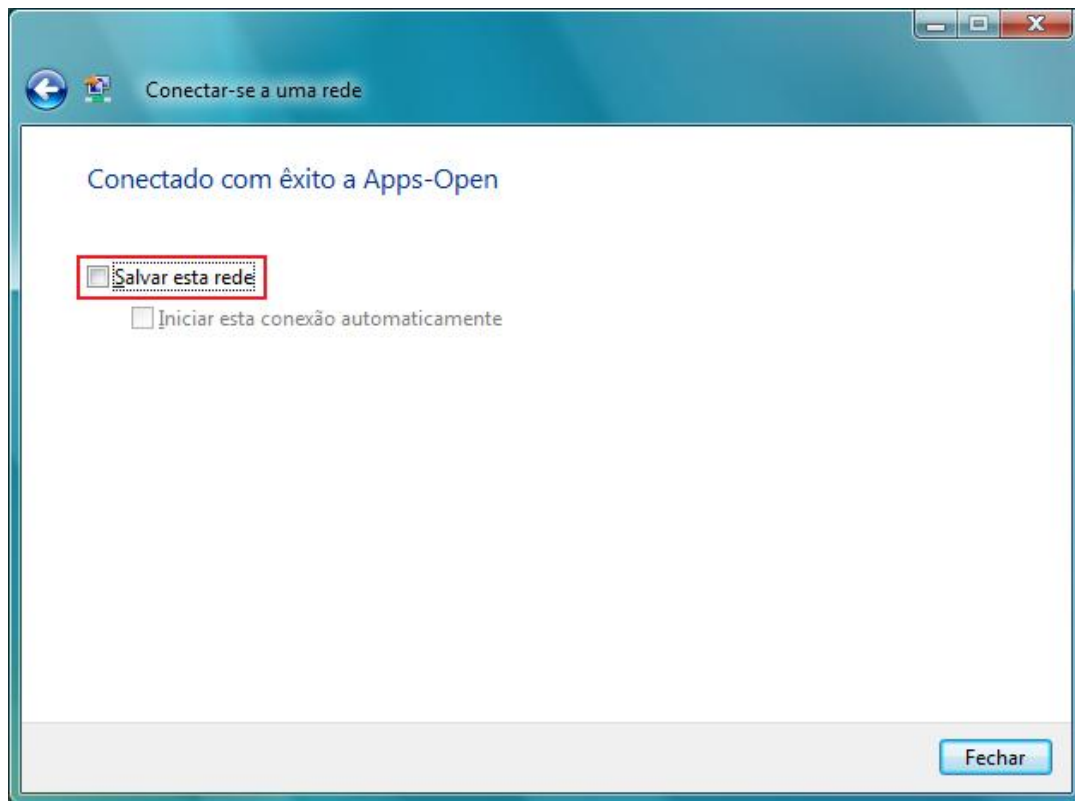 Conectar-se a uma rede
Conectado com êxito a Apps-Open
Salvar esta rede
Iniciar esta conexão automaticamente
Fechar